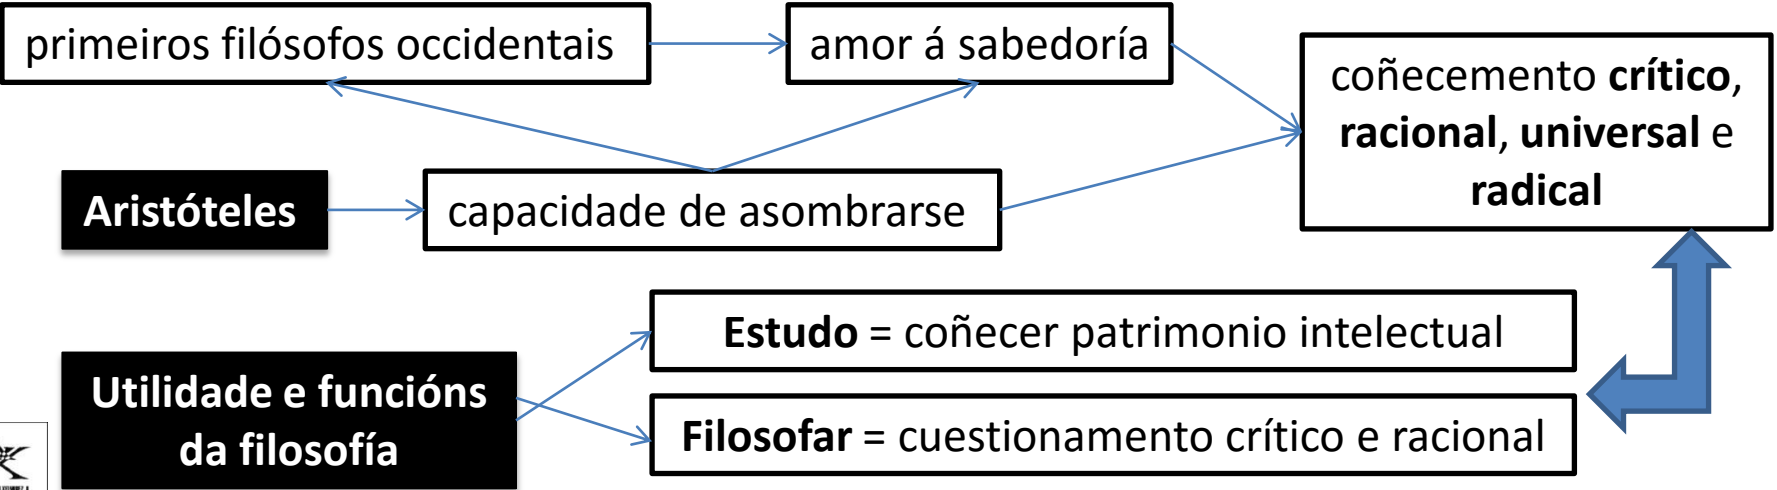 primeiros filósofos occidentais
amor á sabedoría
coñecemento crítico,
racional, universal e
radical
Aristóteles
capacidade de asombrarse
Estudo = coñecer patrimonio intelectual
Utilidade e funcións
da filosofía
Filosofar = cuestionamento crítico e racional